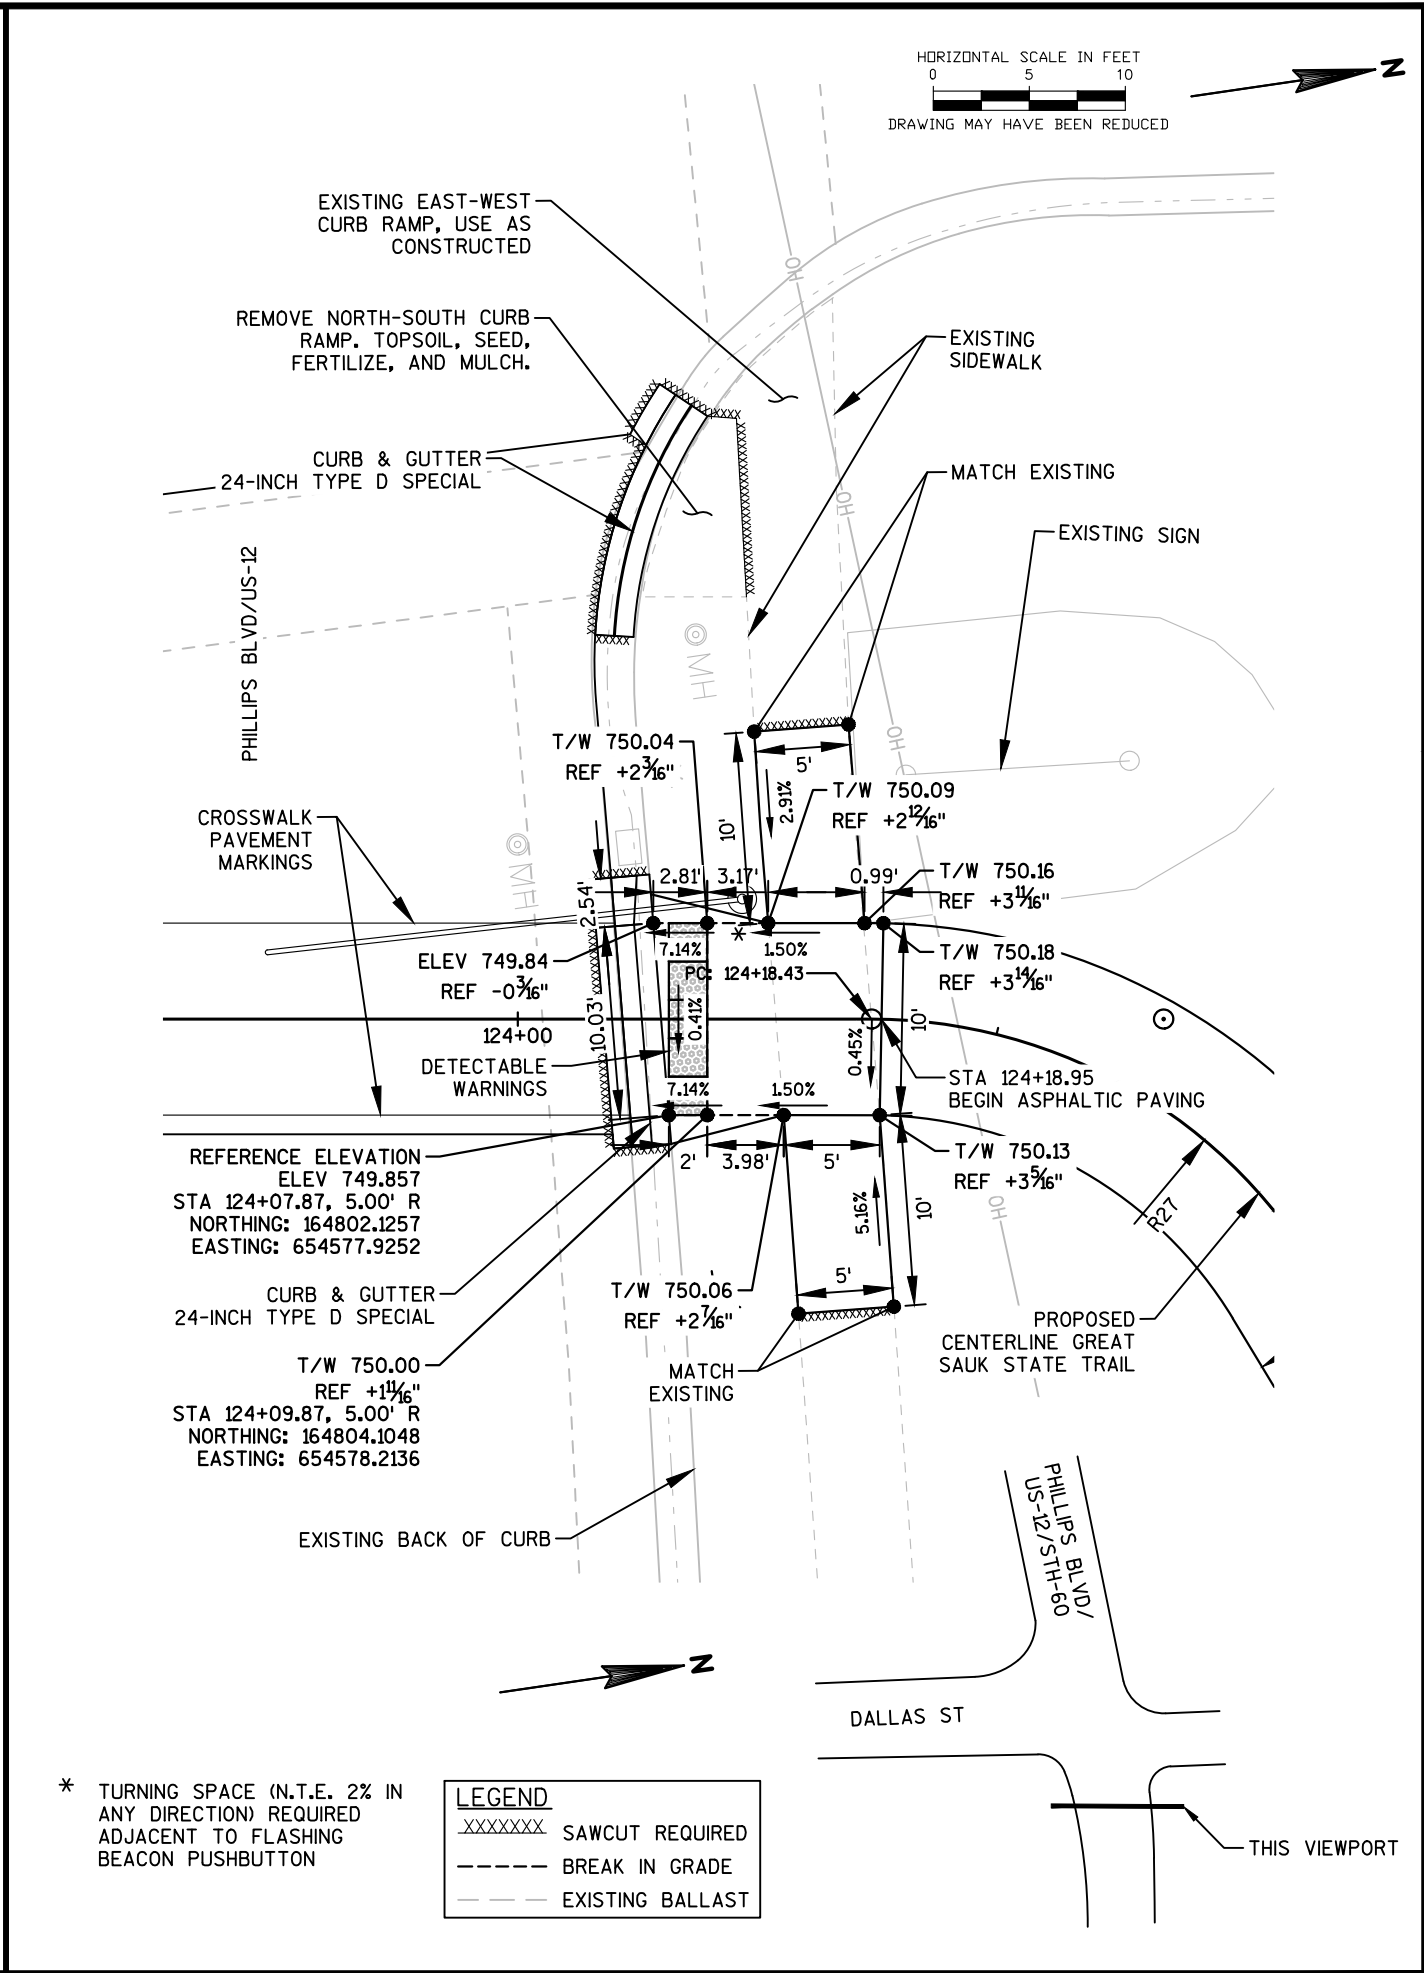 HORIZONTAL SCALE IN FEET
0 5 10
DRAWING MAY HAVE BEEN REDUCED
N
EXISTING EAST-WEST
CURB RAMP, USE AS
CONSTRUCTED
REMOVE NORTH-SOUTH CURB
RAMP. TOPSOIL, SEED,
FERTILIZE, AND MULCH.
OH
EXISTING
SIDEWALK
CURB & GUTTER
24-INCH TYPE D SPECIAL
MATCH EXISTING
OH
EXISTING SIGN
PHILLIPS BLVD/US-12
MH
T/W 750.04
REF +2 3/16"
5'
OH
10'
2.91%
T/W 750.09
REF +2 12/16"
CROSSWALK
PAVEMENT
MARKINGS
MH
2.54'
2.81'
3.17'
0.99'
T/W 750.16
REF +3 11/16"
*
ELEV 749.84
REF -0 3/16"
7.14%
1.50%
T/W 750.18
REF +3 14/16"
PC: 124+18.43
10.03'
0.41%
0.45%
10'
124+00
DETECTABLE
WARNINGS
STA 124+18.95
BEGIN ASPHALTIC PAVING
7.14%
1.50%
REFERENCE ELEVATION
ELEV 749.857
STA 124+07.87, 5.00' R
NORTHING: 164802.1257
EASTING: 654577.9252
2'
3.98'
5'
T/W 750.13
REF +3 5/16"
5.16%
10'
OH
R27
CURB & GUTTER
24-INCH TYPE D SPECIAL
T/W 750.06
REF +2 7/16"
5'
PROPOSED
CENTERLINE GREAT
SAUK STATE TRAIL
T/W 750.00
REF +1 11/16"
STA 124+09.87, 5.00' R
NORTHING: 164804.1048
EASTING: 654578.2136
MATCH
EXISTING
EXISTING BACK OF CURB
PHILLIPS BLVD/
US-12/STH-60
N
DALLAS ST
THIS VIEWPORT
* TURNING SPACE (N.T.E. 2% IN
ANY DIRECTION) REQUIRED
ADJACENT TO FLASHING
BEACON PUSHBUTTON
LEGEND
XXXXXXX SAWCUT REQUIRED
BREAK IN GRADE
EXISTING BALLAST